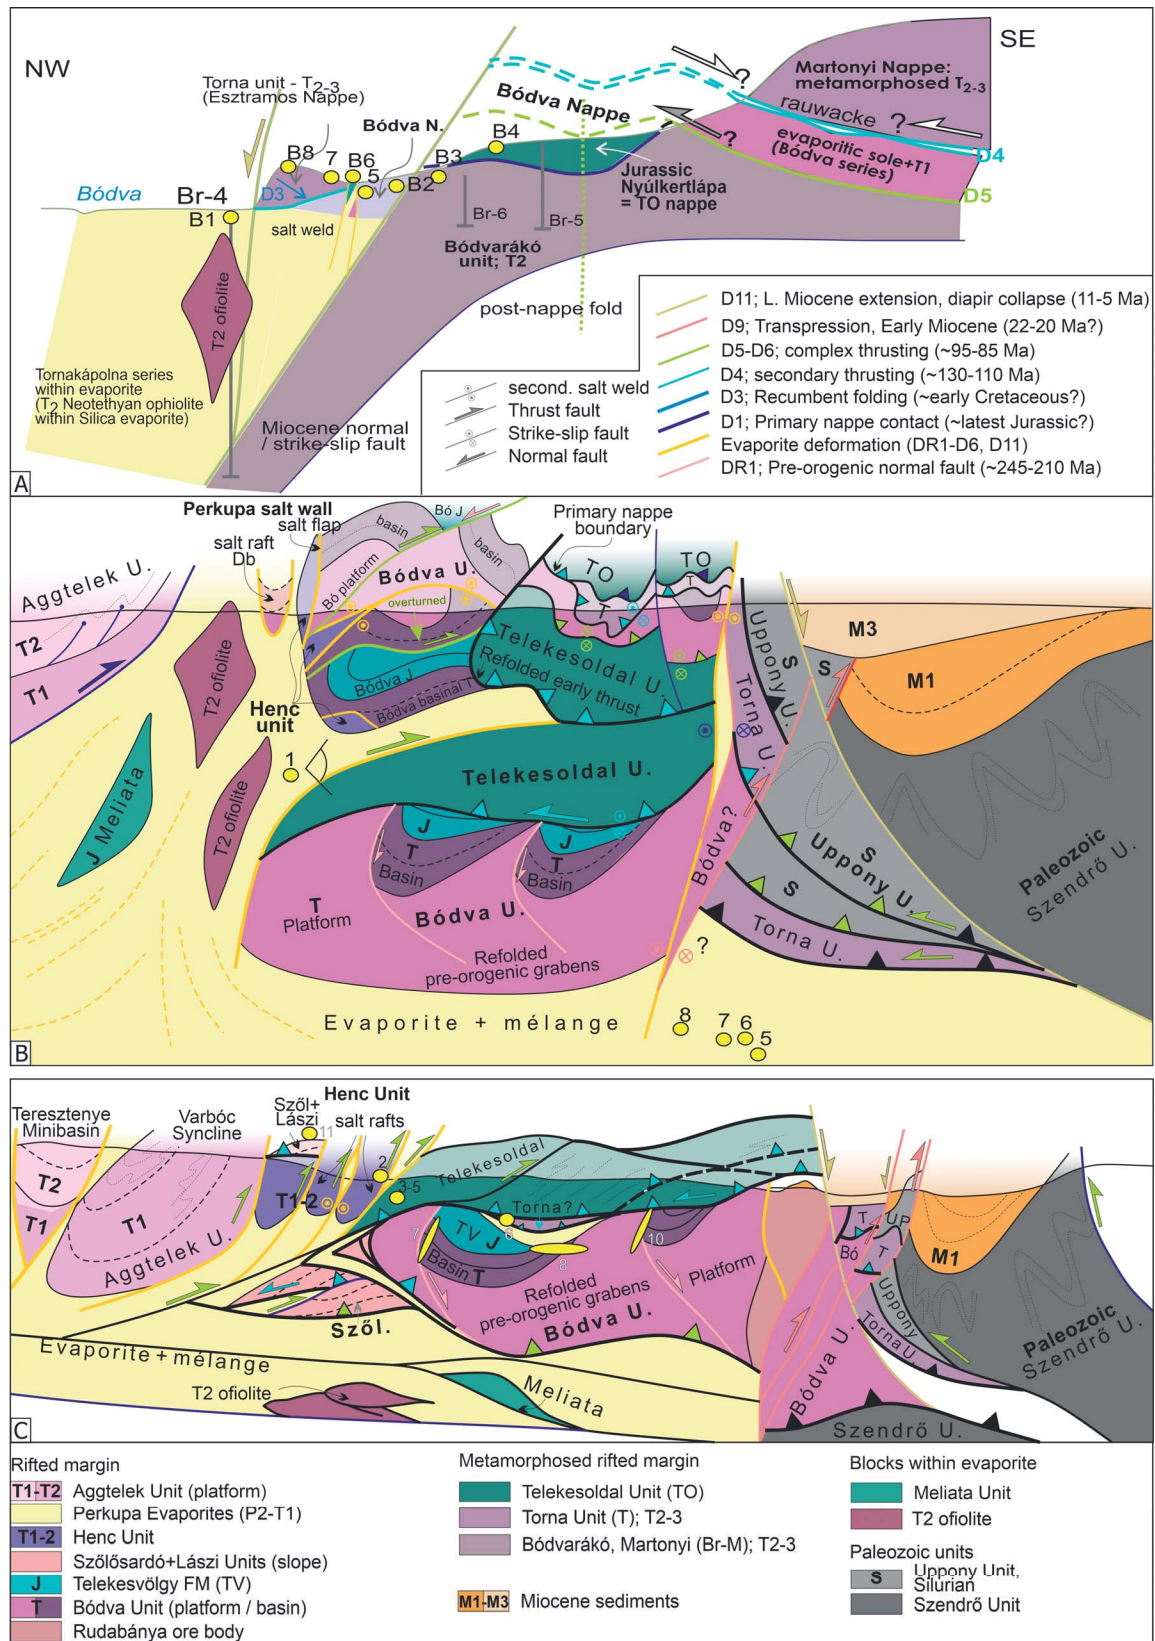 NW
SE
Torna unit - T2-3
(Esztramos Nappe)
Bódva N.
Bódva Nappe
Martonyi Nappe:
metamorphosed T2-3
rauwacke
?
?
?
evaporitic sole+T1
(Bódva series)
D4
D5
B8
7
B6
5
B2
B3
B4
D3
Bódva
Br-4
B1
salt weld
Br-6
Br-5
Jurassic
Nyúlkertlápa
= TO nappe
Bódvarákó
unit; T2
post-nappe fold
T2 ofiolite
Tornakápolna series
within evaporite
(T2 Neotethyan ophiolite
within Silica evaporite)
Miocene normal
/ strike-slip fault
second. salt weld
Thrust fault
Strike-slip fault
Normal fault
D11; L. Miocene extension, diapir collapse (11-5 Ma)
D9; Transpression, Early Miocene (22-20 Ma?)
D5-D6; complex thrusting (~95-85 Ma)
D4; secondary thrusting (~130-110 Ma)
D3; Recumbent folding (~early Cretaceous?)
D1; Primary nappe contact (~latest Jurassic?)
Evaporite deformation (DR1-D6, D11)
DR1; Pre-orogenic normal fault (~245-210 Ma)
A
Perkupa salt wall
salt flap
salt raft
Db
Bó J
basin
basin
Bó platform
Bódva U.
overturned
Primary nappe
boundary
TO
TO
T
T
Aggtelek U.
T2
T1
T2 ofiolite
T2 ofiolite
J Meliata
Henc
unit
1
Bódva J
Bódva basinal T
Telekesoldal U.
Refolded
early thrust
Telekesoldal U.
J
T
Basin
J
T
Basin
T
Platform
Bódva U.
Refolded
pre-orogenic grabens
Bódva?
?
Torna U.
Uppony U.
S
S
M3
M1
S
Uppony U.
S
Torna U.
Paleozoic
Szendrő U.
Evaporite + mélange
8
7
6
5
B
Teresztenye
Minibasin
Varbóc
Syncline
Szől+
Lászi
11
Henc Unit
salt rafts
2
3-5
T2
T1
T1
Aggtelek U.
T1-2
Telekesoldal
Torna?
6
7
TV J
Basin T
8
10
Platform
Refolded
pre-orogenic grabens
Bódva U.
Szől.
Evaporite+mélange
T2 ofiolite
Meliata
Bódva U.
T
UP
Bó
T
Uppony
Torna U.
M1
Paleozoic
Szendrő U.
Szendrő U.
C
Rifted margin
T1-T2 Aggtelek Unit (platform)
Perkupa Evaporites (P2-T1)
T1-2 Henc Unit
Szőlősardó+Lászi Units (slope)
J Telekesvölgy FM (TV)
T Bódva Unit (platform / basin)
Rudabánya ore body
Metamorphosed rifted margin
Telekesoldal Unit (TO)
Torna Unit (T); T2-3
Bódvarákó, Martonyi (Br-M); T2-3
M1-M3 Miocene sediments
Blocks within evaporite
Meliata Unit
T2 ofiolite
Paleozoic units
S Uppony Unit,
Silurian
Szendrő Unit